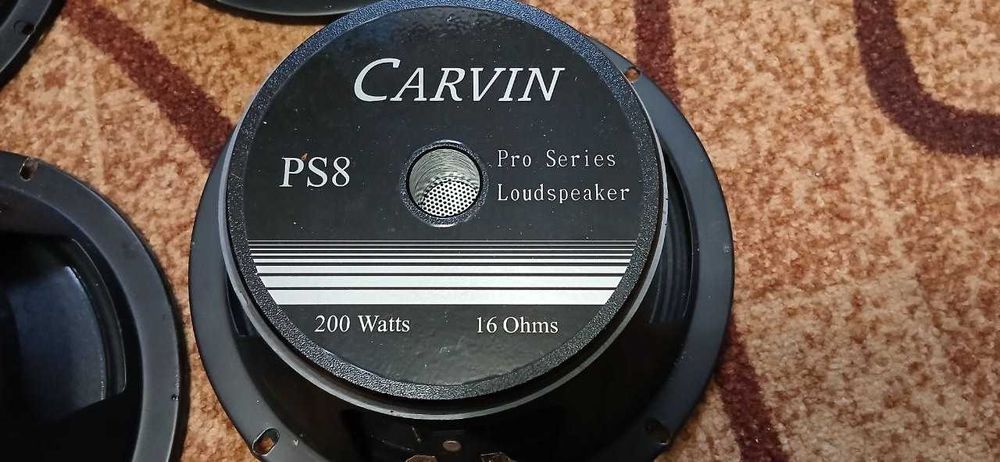 CARVIN
PS8
Pro Series
Loudspeaker
200 Watts
16 Ohms